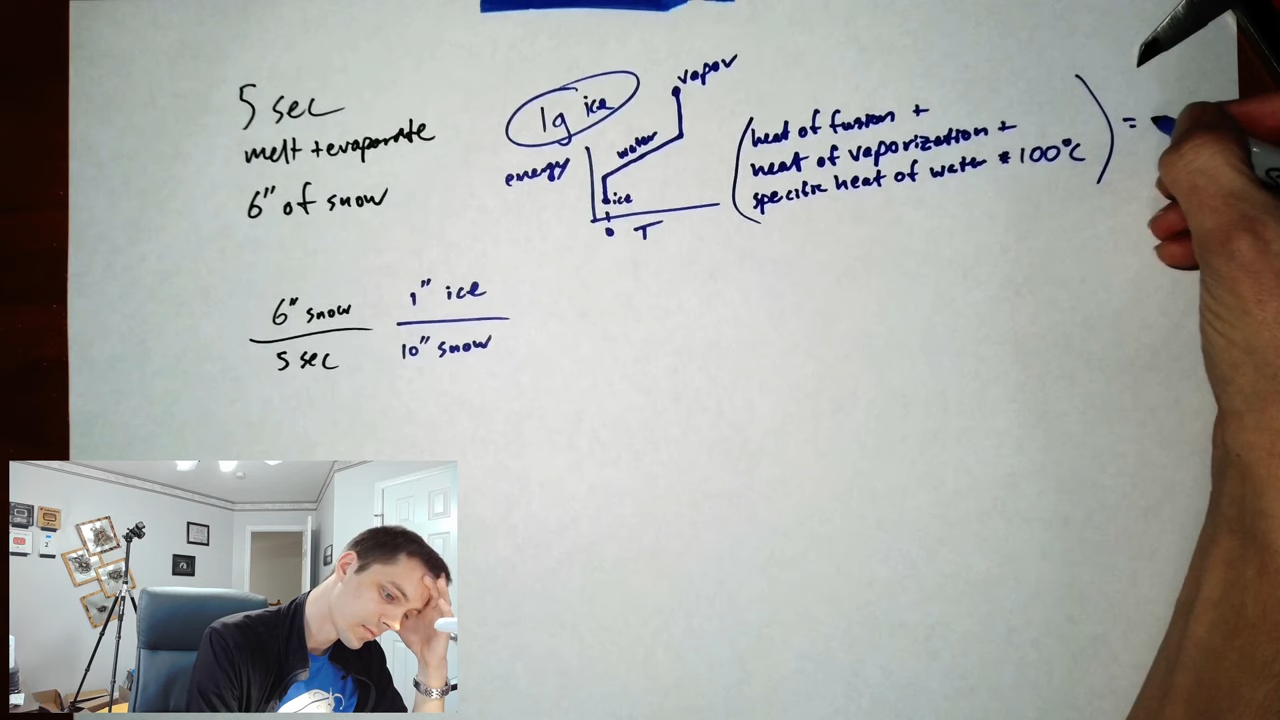 5 sec
melt + evaporate
6" of snow
1g ice
energy
vapor
water
ice
0
T
(heat of fusion +
heat of vaporization +
specific heat of water * 100°C) =
6" snow
5 sec
1" ice
10" snow